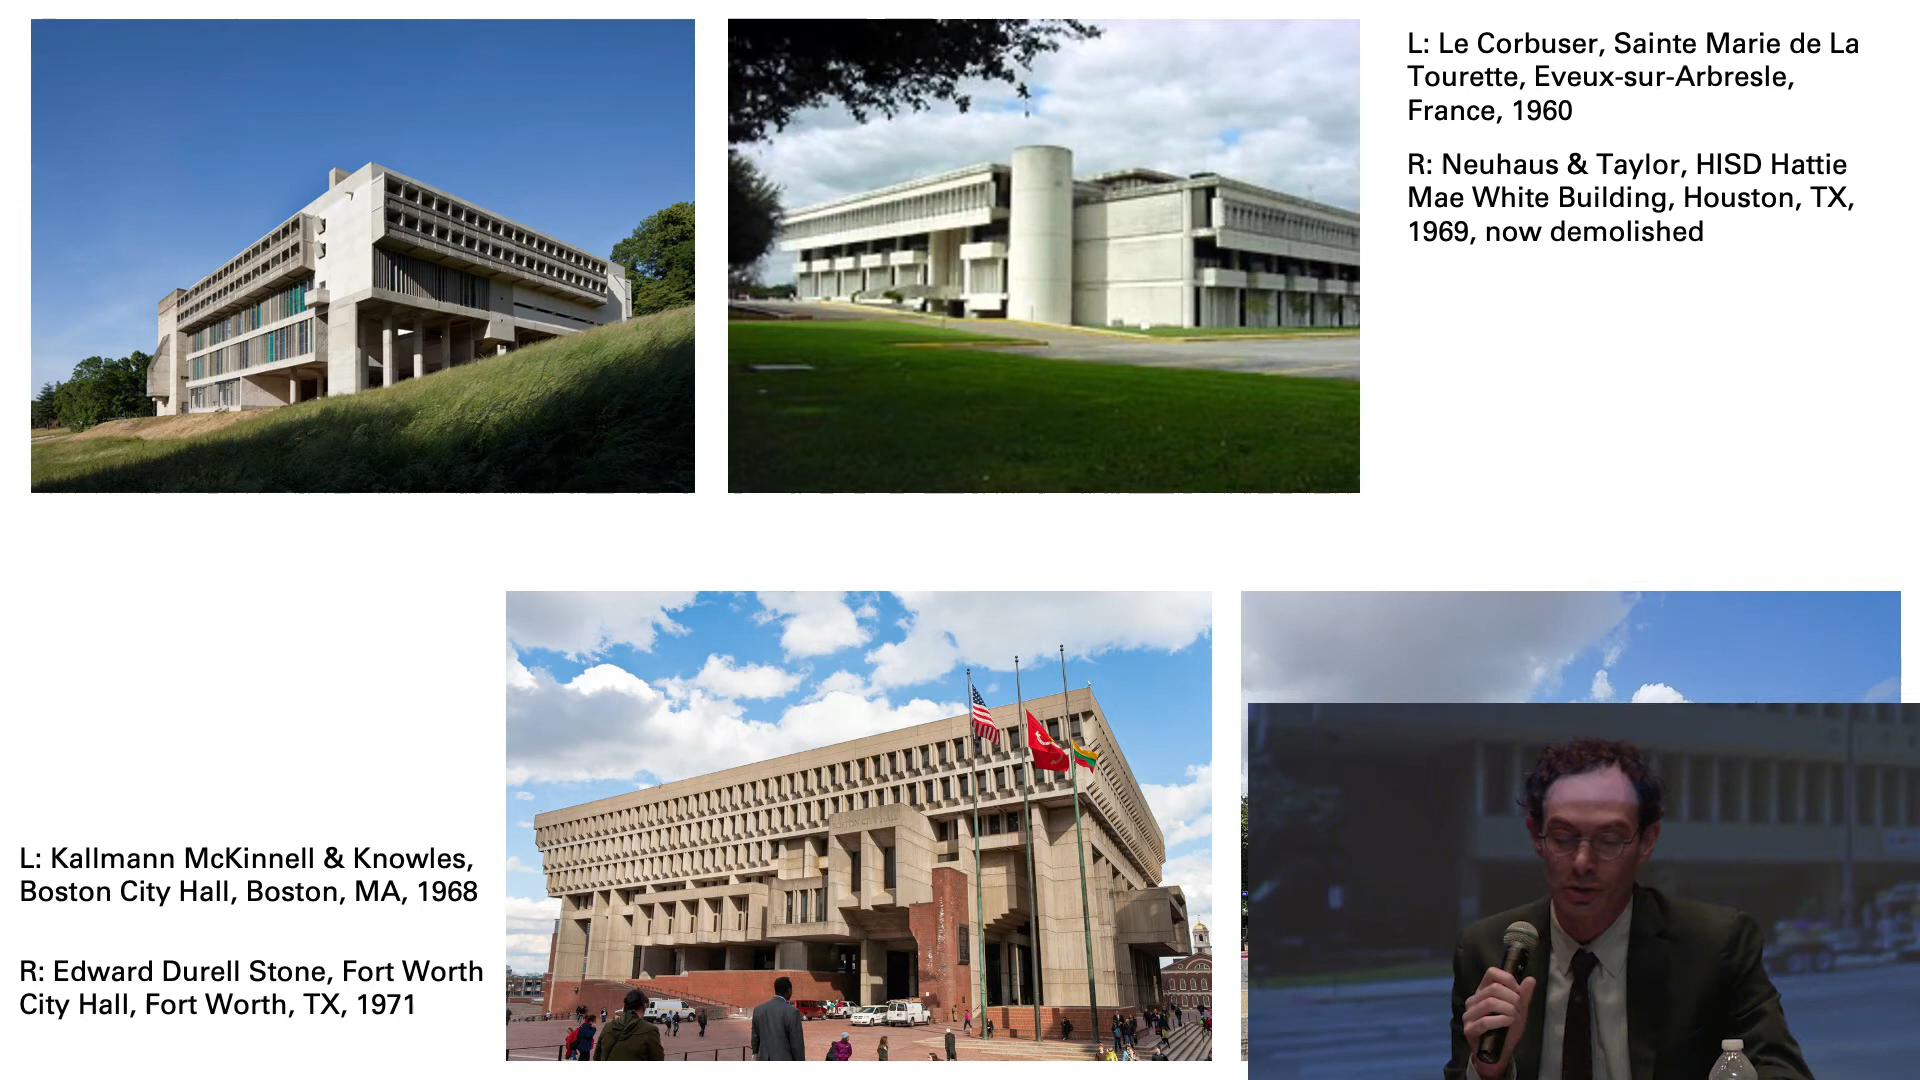 L: Le Corbuser, Sainte Marie de La
Tourette, Eveux-sur-Arbresle,
France, 1960
R: Neuhaus & Taylor, HISD Hattie
Mae White Building, Houston, TX,
1969, now demolished
L: Kallmann McKinnell & Knowles,
Boston City Hall, Boston, MA, 1968
R: Edward Durell Stone, Fort Worth
City Hall, Fort Worth, TX, 1971